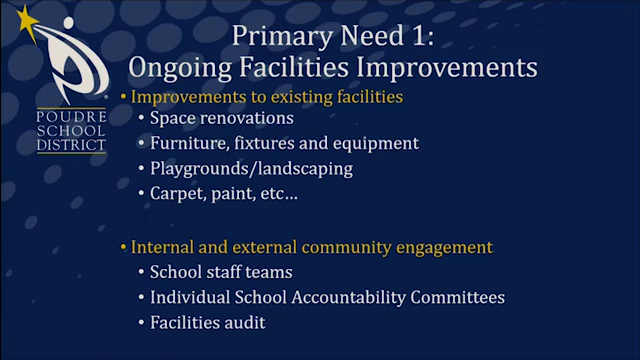 Primary Need 1:
Ongoing Facilities Improvements
POUDRE
SCHOOL
DISTRICT
• Improvements to existing facilities
• Space renovations
• Furniture, fixtures and equipment
• Playgrounds/landscaping
• Carpet, paint, etc…
• Internal and external community engagement
• School staff teams
• Individual School Accountability Committees
• Facilities audit